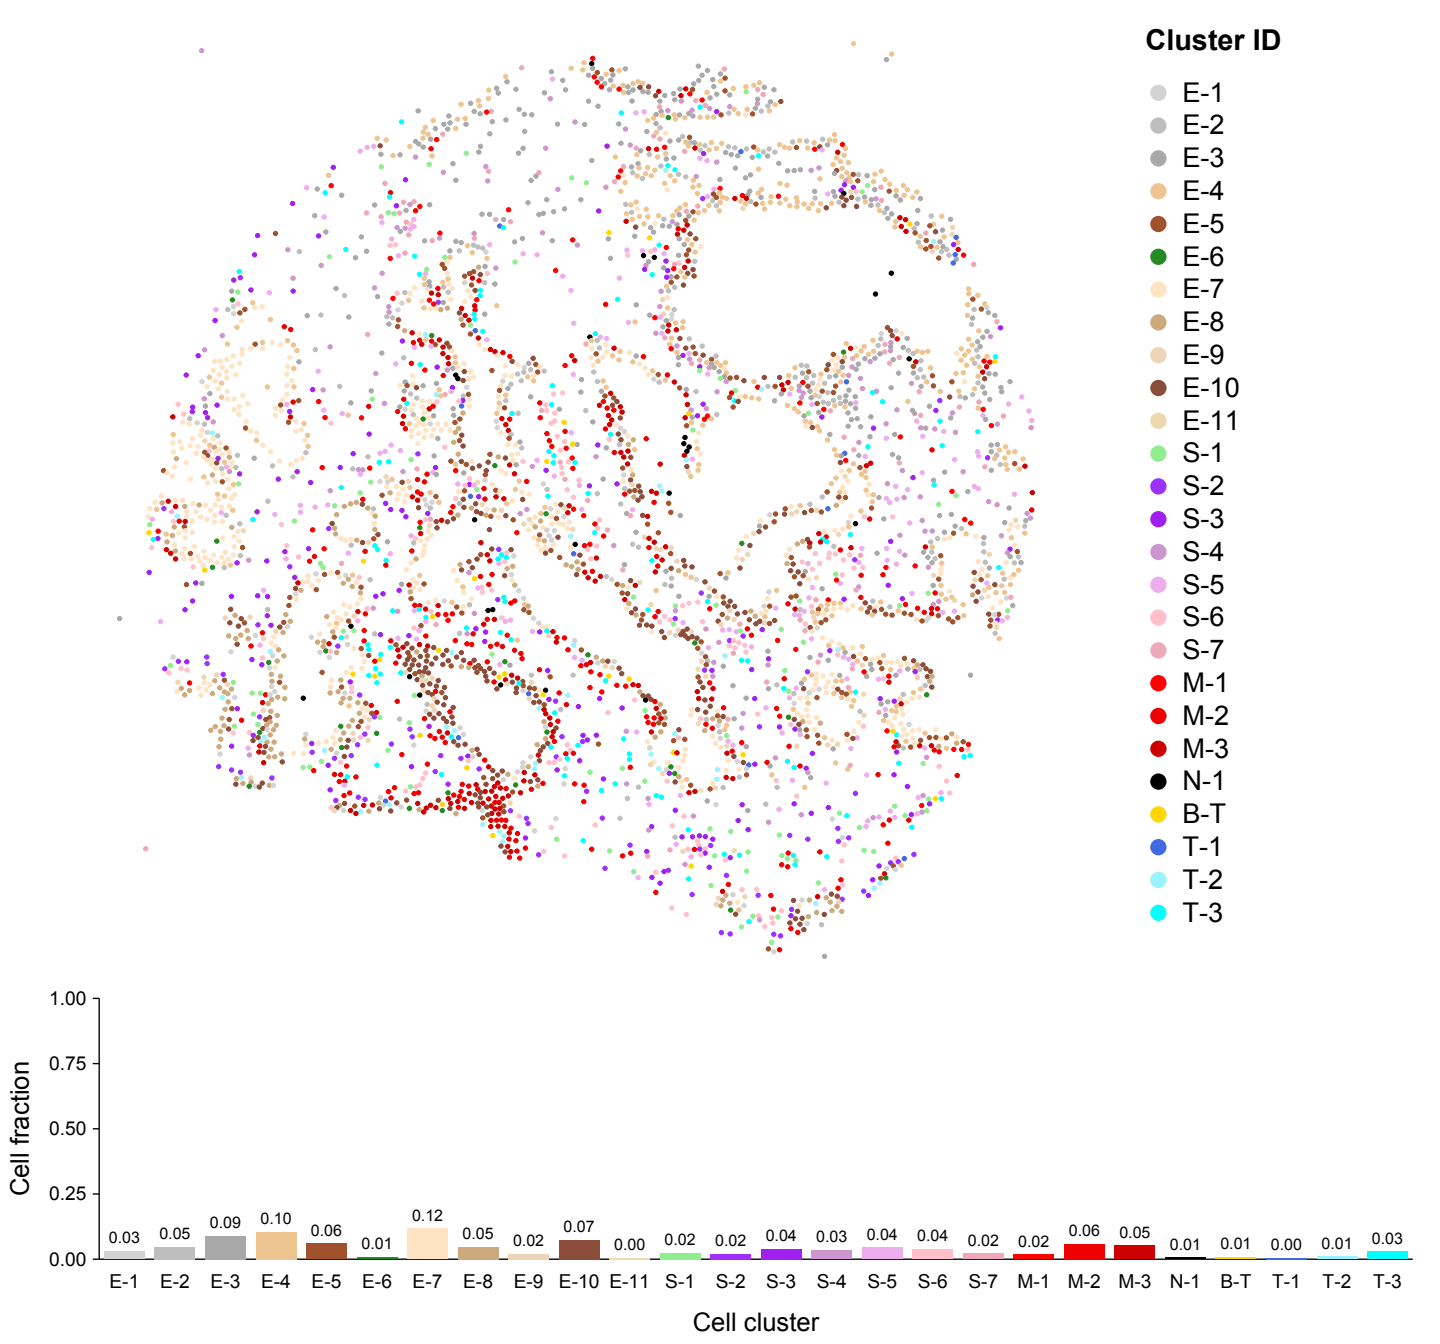 Cluster ID
E-1
E-2
E-3
E-4
E-5
E-6
E-7
E-8
E-9
E-10
E-11
S-1
S-2
S-3
S-4
S-5
S-6
S-7
M-1
M-2
M-3
N-1
B-T
T-1
T-2
T-3
1.00
0.75
0.50
0.25
0.00
Cell fraction
0.03 0.05 0.09 0.10 0.06 0.01 0.12 0.05 0.02 0.07 0.00 0.02 0.02 0.04 0.03 0.04 0.04 0.02 0.02 0.06 0.05 0.01 0.01 0.00 0.01 0.03
E-1 E-2 E-3 E-4 E-5 E-6 E-7 E-8 E-9 E-10 E-11 S-1 S-2 S-3 S-4 S-5 S-6 S-7 M-1 M-2 M-3 N-1 B-T T-1 T-2 T-3
Cell cluster